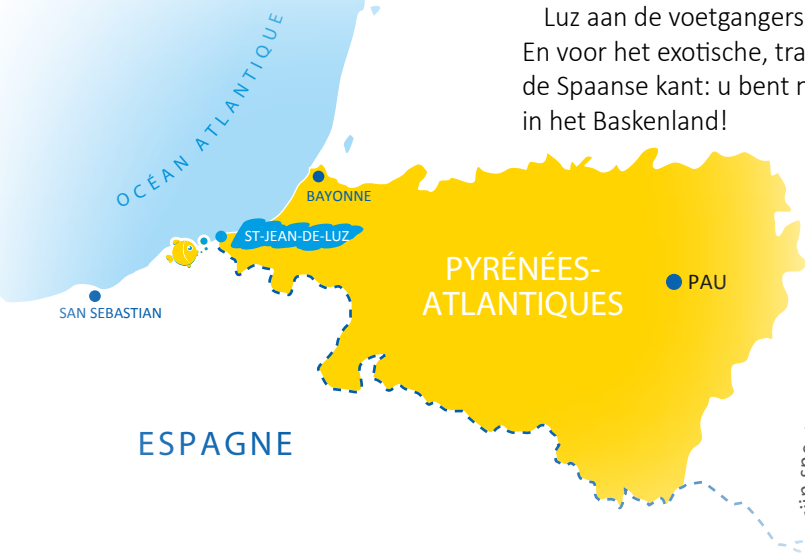 Luz aan de voetgangers
En voor het exotische,
de Spaanse kant: u bent
in het Baskenland!
OCÉAN ATLANTIQUE
BAYONNE
ST-JEAN-DE-LUZ
PYRÉNÉES-
ATLANTIQUES
PAU
SAN SEBASTIAN
ESPAGNE